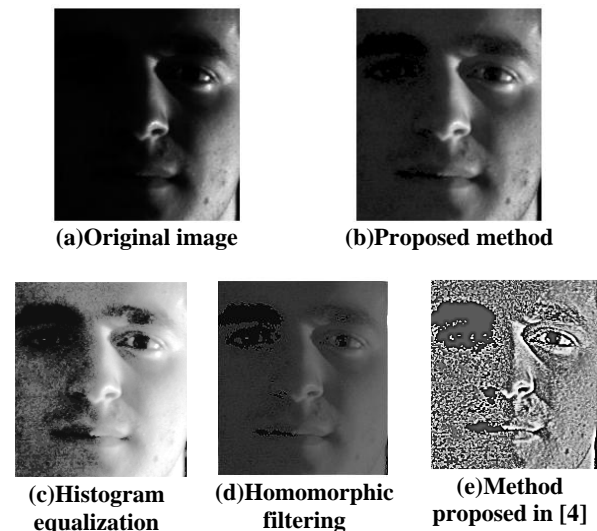 (a)Original image
(b)Proposed method
(c)Histogram
equalization
(d)Homomorphic
filtering
(e)Method
proposed in [4]